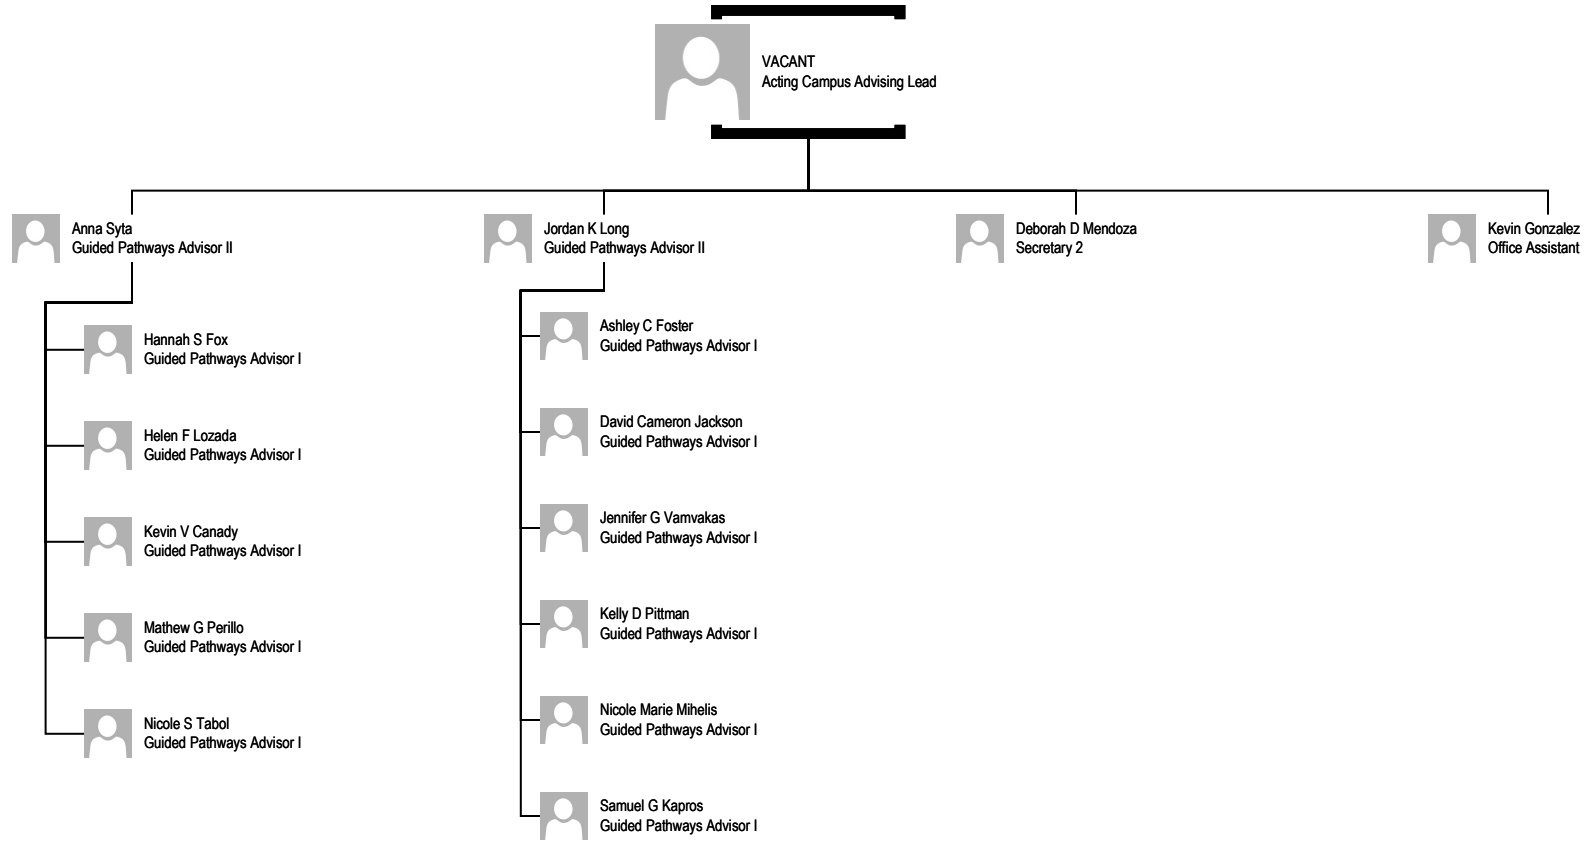 VACANT
Acting Campus Advising Lead
Anna Syta
Guided Pathways Advisor II
Jordan K Long
Guided Pathways Advisor II
Deborah D Mendoza
Secretary 2
Kevin Gonzalez
Office Assistant
Hannah S Fox
Guided Pathways Advisor I
Helen F Lozada
Guided Pathways Advisor I
Kevin V Canady
Guided Pathways Advisor I
Mathew G Perillo
Guided Pathways Advisor I
Nicole S Tabol
Guided Pathways Advisor I
Ashley C Foster
Guided Pathways Advisor I
David Cameron Jackson
Guided Pathways Advisor I
Jennifer G Vamvakas
Guided Pathways Advisor I
Kelly D Pittman
Guided Pathways Advisor I
Nicole Marie Mihelis
Guided Pathways Advisor I
Samuel G Kapros
Guided Pathways Advisor I